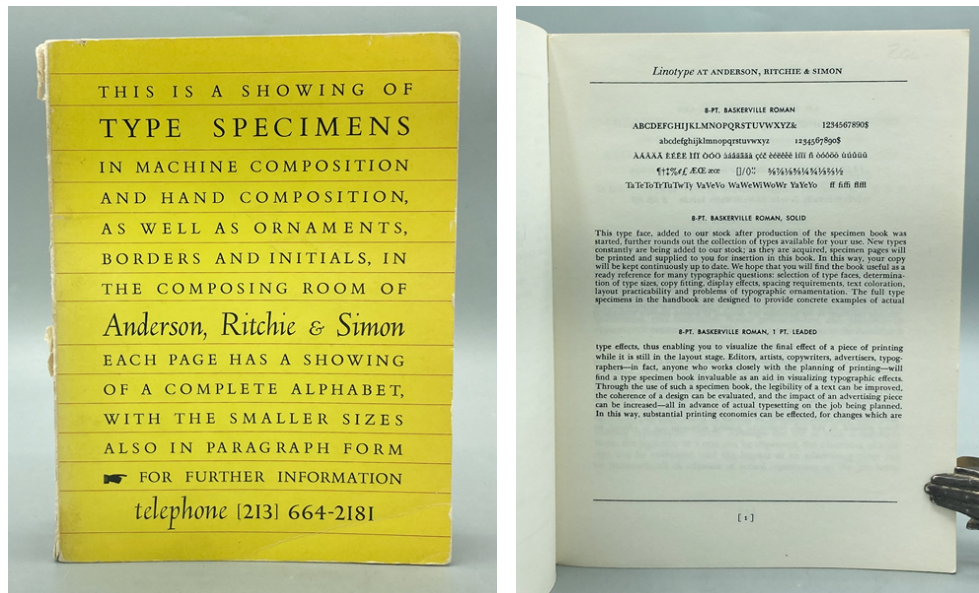 THIS IS A SHOWING OF
TYPE SPECIMENS
IN MACHINE COMPOSITION
AND HAND COMPOSITION,
AS WELL AS ORNAMENTS,
BORDERS AND INITIALS, IN
THE COMPOSING ROOM OF
Anderson, Ritchie & Simon
EACH PAGE HAS A SHOWING
OF A COMPLETE ALPHABET,
WITH THE SMALLER SIZES
ALSO IN PARAGRAPH FORM
☛ FOR FURTHER INFORMATION
telephone [213] 664-2181
Linotype AT ANDERSON, RITCHIE & SIMON
8-PT. BASKERVILLE ROMAN
ABCDEFGHIJKLMNOPQRSTUVWXYZ& 1234567890$
abcdefghijklmnopqrstuvwxyz 1234567890$
TaTeToTrTuTwTy VaVeVo WaWeWiWoWr YaYeYo ff fiffi flffl
8-PT. BASKERVILLE ROMAN, SOLID
This type face, added to our stock after production of the specimen book was
started, further rounds out the collection of types available for your use. New types
constantly are being added to our stock; as they are acquired, specimen pages will
be printed and supplied to you for insertion in this book. In this way, your copy
will be kept continuously up to date. We hope that you will find the book useful as a
ready reference for many typographic questions: selection of type faces, determina-
tion of type sizes, copy fitting, display effects, spacing requirements, text coloration,
layout practicability and problems of typographic ornamentation. The full type
specimens in the handbook are designed to provide concrete examples of actual
8-PT. BASKERVILLE ROMAN, 1 PT. LEADED
type effects, thus enabling you to visualize the final effect of a piece of printing
while it is still in the layout stage. Editors, artists, copywriters, advertisers, typog-
raphers—in fact, anyone who works closely with the planning of printing—will
find a type specimen book invaluable as an aid in visualizing typographic effects.
Through the use of such a specimen book, the legibility of a text can be improved,
the coherence of a design can be evaluated, and the impact of an advertising piece
can be increased—all in advance of actual typesetting on the job being planned.
In this way, substantial printing economies can be effected, for changes which are
[ 1 ]